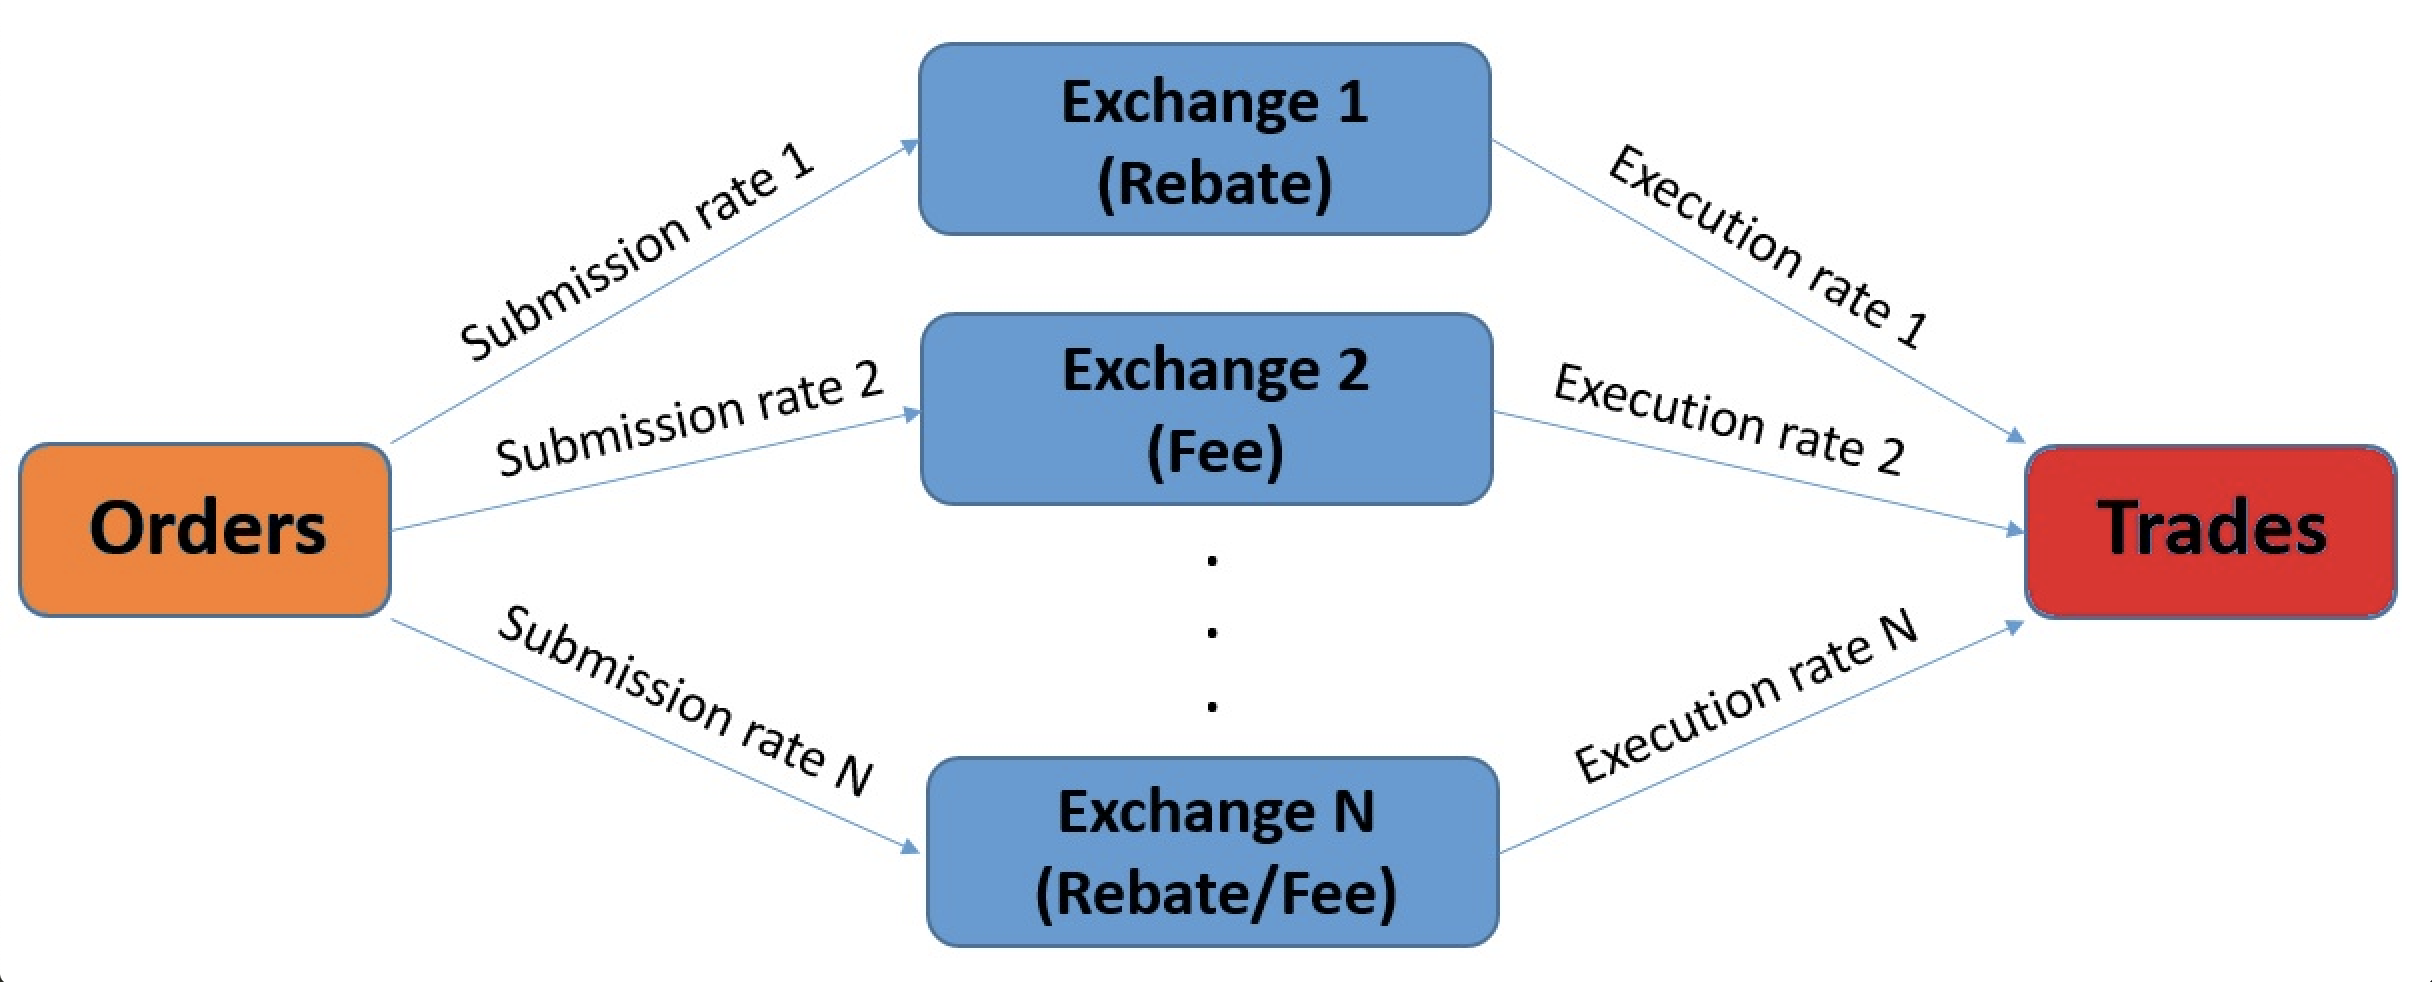 Orders
Submission rate 1
Submission rate 2
Submission rate N
Exchange 1
(Rebate)
Exchange 2
(Fee)
.
.
.
Exchange N
(Rebate/Fee)
Execution rate 1
Execution rate 2
Execution rate N
Trades